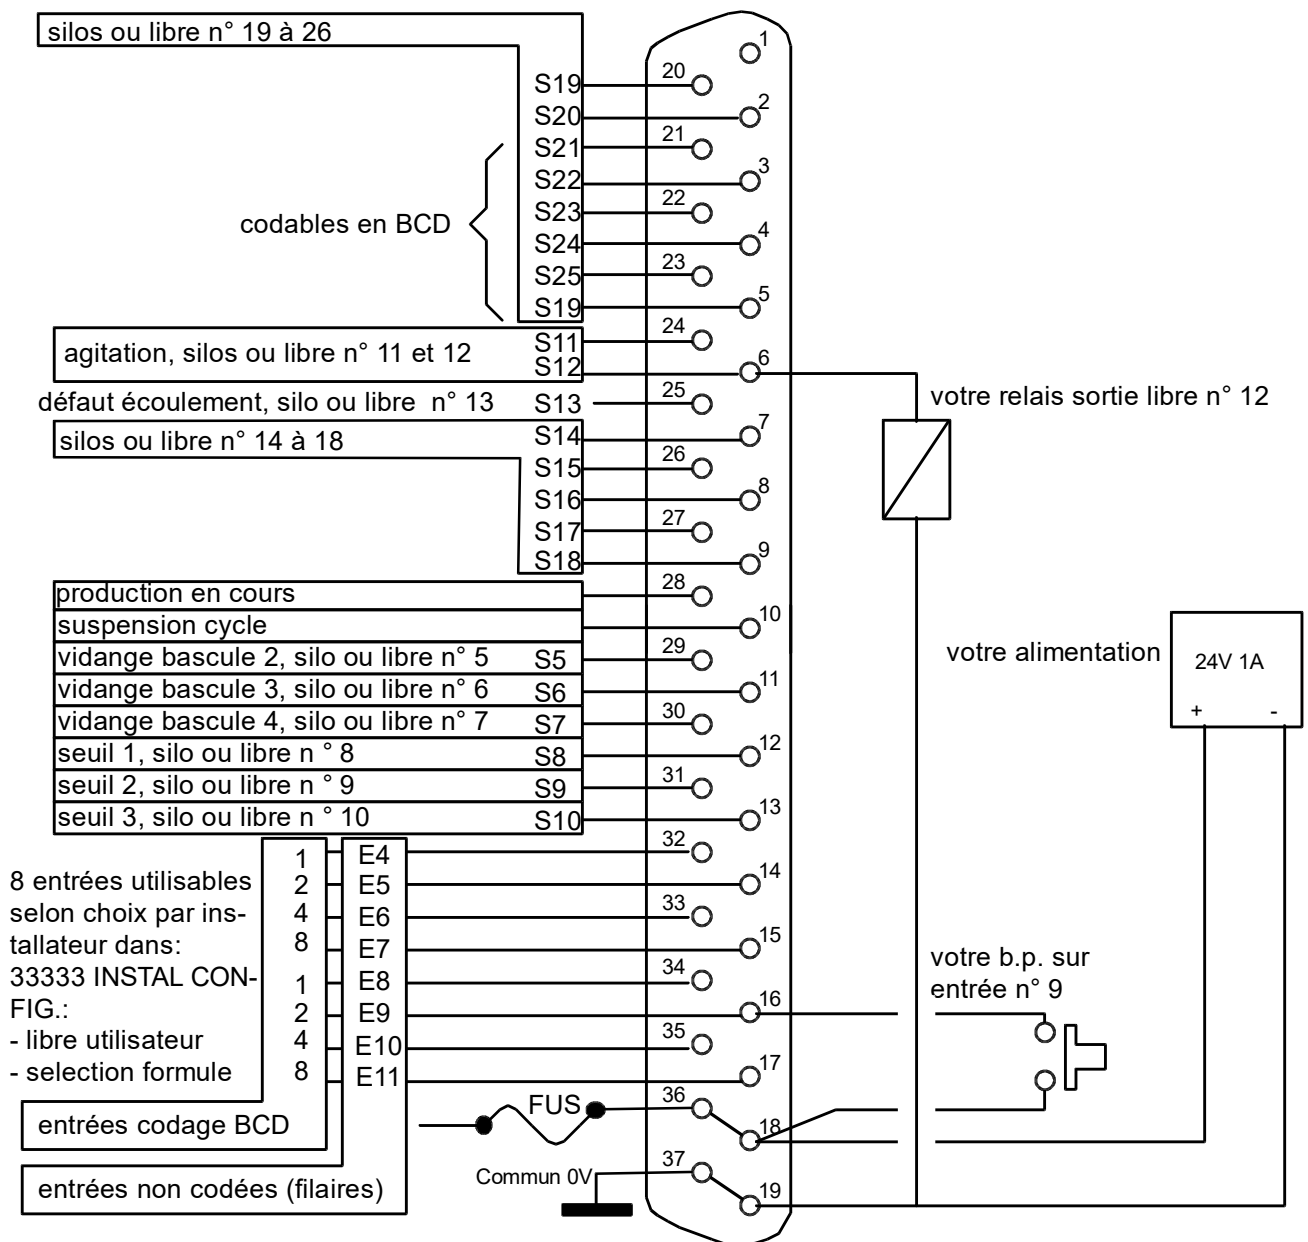 silos ou libre n° 19 à 26
1
S19
20
S20
2
S21
21
S22
3
codables en BCD
S23
22
S24
4
S25
23
S19
5
agitation, silos ou libre n° 11 et 12
S11
24
S12
6
votre relais sortie libre n° 12
défaut écoulement, silo ou libre n° 13
S13
25
silos ou libre n° 14 à 18
S14
7
S15
26
S16
8
S17
27
S18
9
production en cours
28
suspension cycle
10
vidange bascule 2, silo ou libre n° 5
S5
29
vidange bascule 3, silo ou libre n° 6
S6
11
vidange bascule 4, silo ou libre n° 7
S7
30
seuil 1, silo ou libre n ° 8
S8
12
seuil 2, silo ou libre n ° 9
S9
31
seuil 3, silo ou libre n ° 10
S10
13
votre alimentation
24V 1A
+ -
8 entrées utilisables
selon choix par ins-
tallateur dans:
33333 INSTAL CON-
FIG.:
- libre utilisateur
- selection formule
1
E4
32
2
E5
14
4
E6
33
8
E7
15
1
E8
34
2
E9
16
4
E10
35
8
E11
17
votre b.p. sur
entrée n° 9
entrées codage BCD
FUS
36
18
entrées non codées (filaires)
Commun 0V
37
19